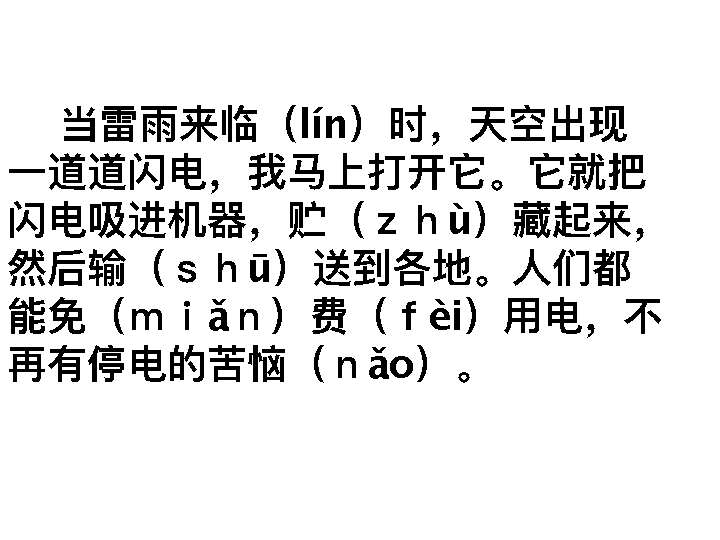 当雷雨来临（lín）时，天空出现
一道道闪电，我马上打开它。它就把
闪电吸进机器，贮（ｚｈù）藏起来，
然后输（ｓｈū）送到各地。人们都
能免（ｍｉǎｎ）费（ｆèi）用电，不
再有停电的苦恼（ｎǎo）。